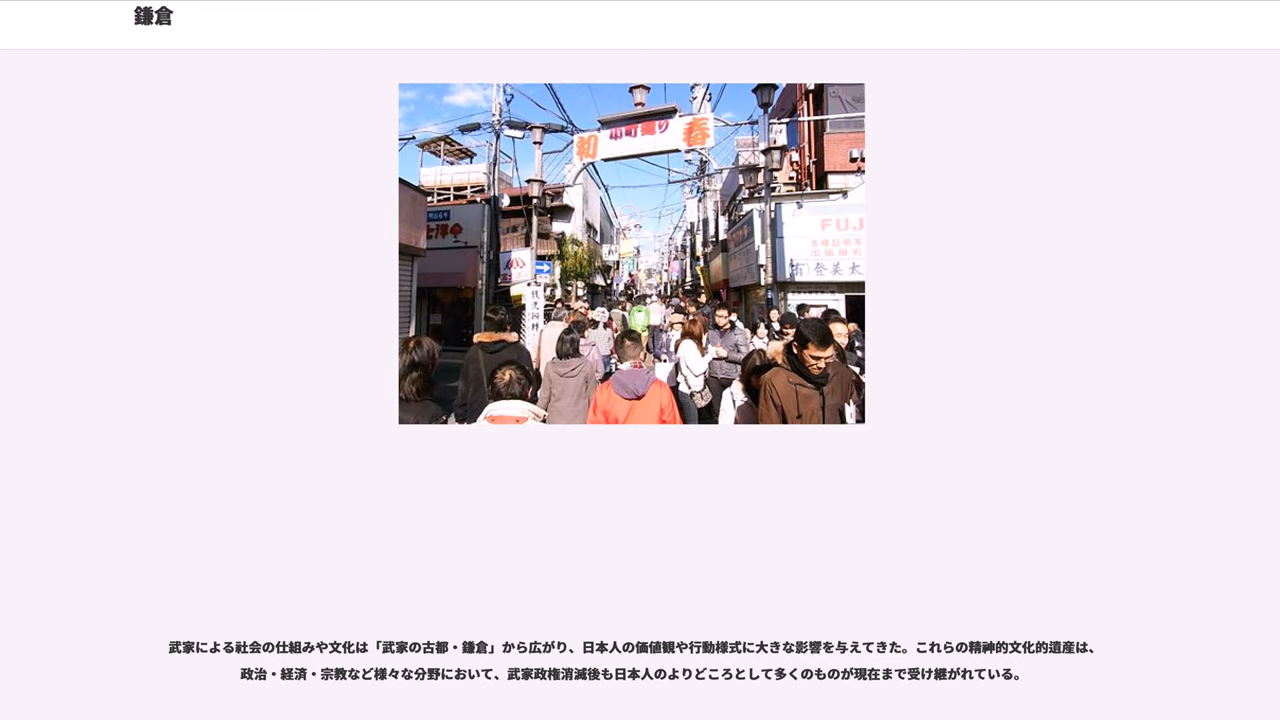 鎌倉
小町通り
初 春
FUJ
有)登美太
武家による社会の仕組みや文化は「武家の古都・鎌倉」から広がり、日本人の価値観や行動様式に大きな影響を与えてきた。これらの精神的文化的遺産は、
政治・経済・宗教など様々な分野において、武家政権消滅後も日本人のよりどころとして多くのものが現在まで受け継がれている。